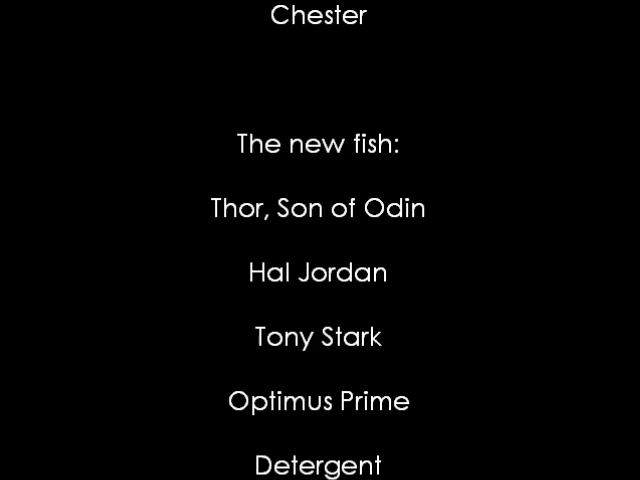 Chester
The new fish:
Thor, Son of Odin
Hal Jordan
Tony Stark
Optimus Prime
Detergent